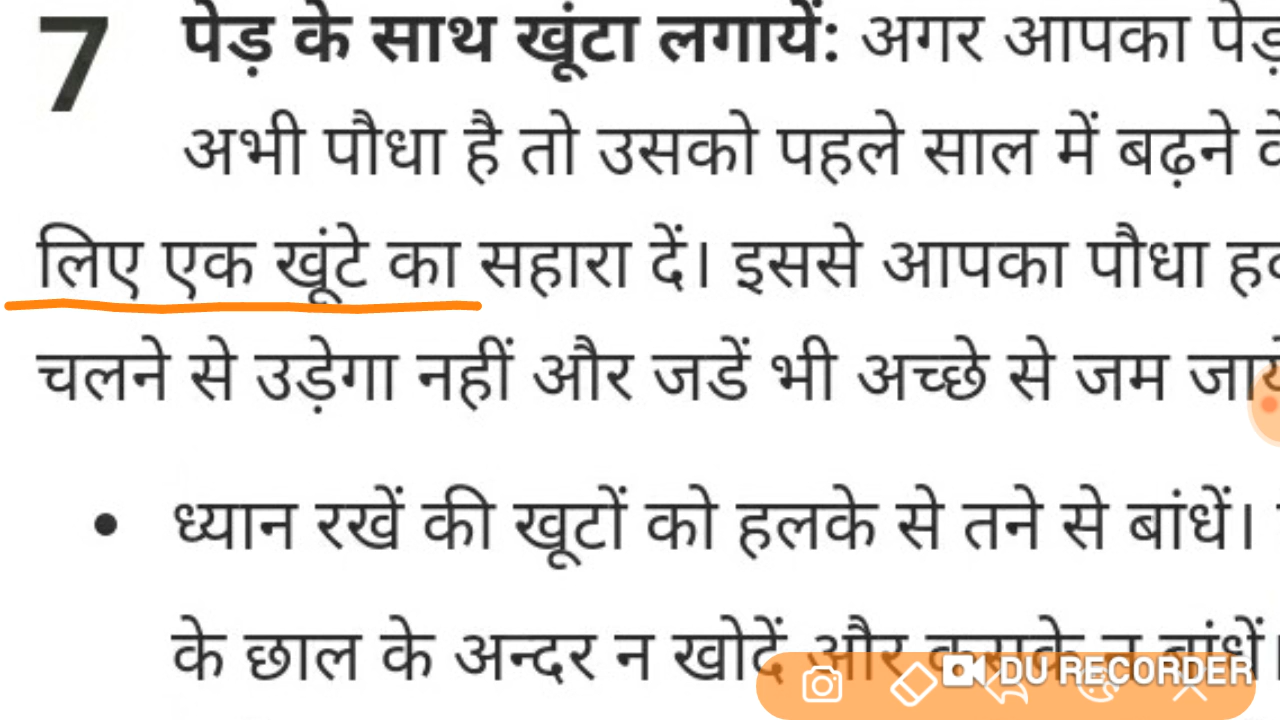 7 पेड़ के साथ खूंटा लगायें: अगर आपका पेड़
अभी पौधा है तो उसको पहले साल में बढ़ने
लिए एक खूंटे का सहारा दें। इससे आपका पौधा
चलने से उड़ेगा नहीं और जडें भी अच्छे से जम
• ध्यान रखें की खूटों को हलके से तने से बांधें।
के छाल के अन्दर न खोदें और कसके न बांधें।
DU RECORDER